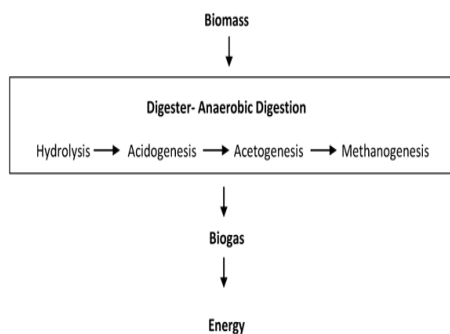 Biomass
Digester- Anaerobic Digestion
Hydrolysis Acidogenesis Acetogenesis Methanogenesis
Biogas
Energy